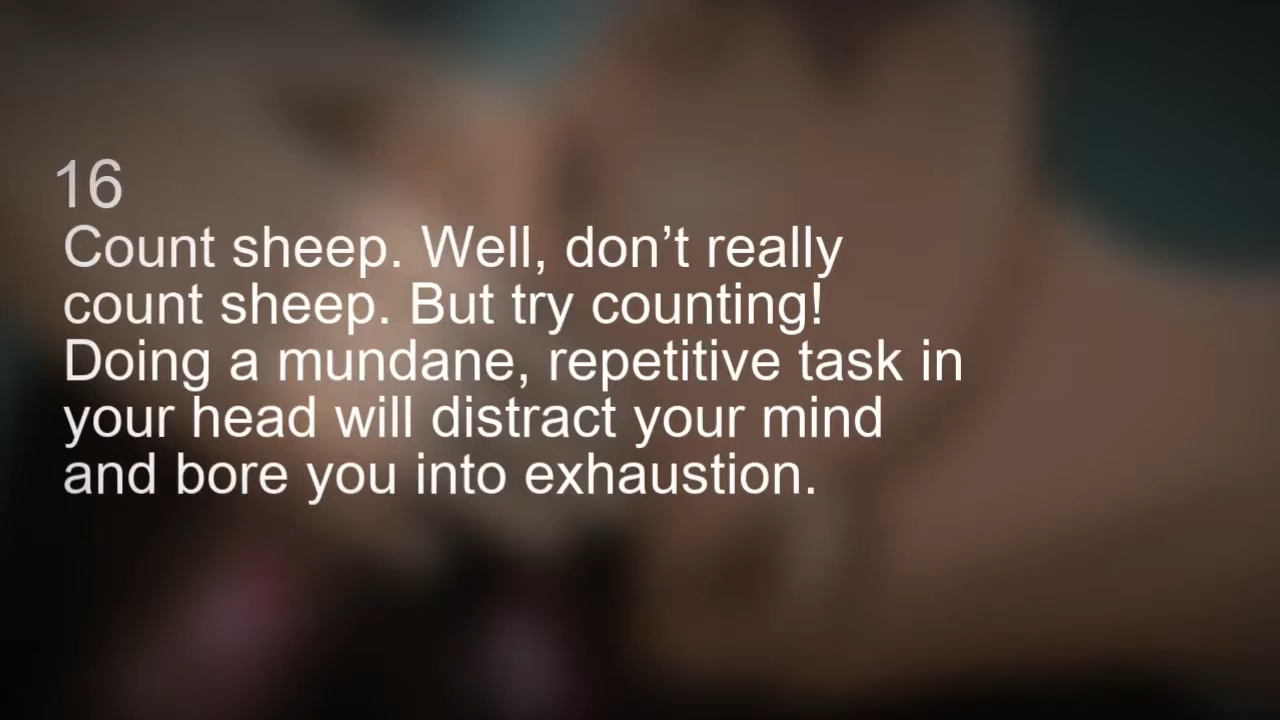 16
Count sheep. Well, don’t really
count sheep. But try counting!
Doing a mundane, repetitive task in
your head will distract your mind
and bore you into exhaustion.